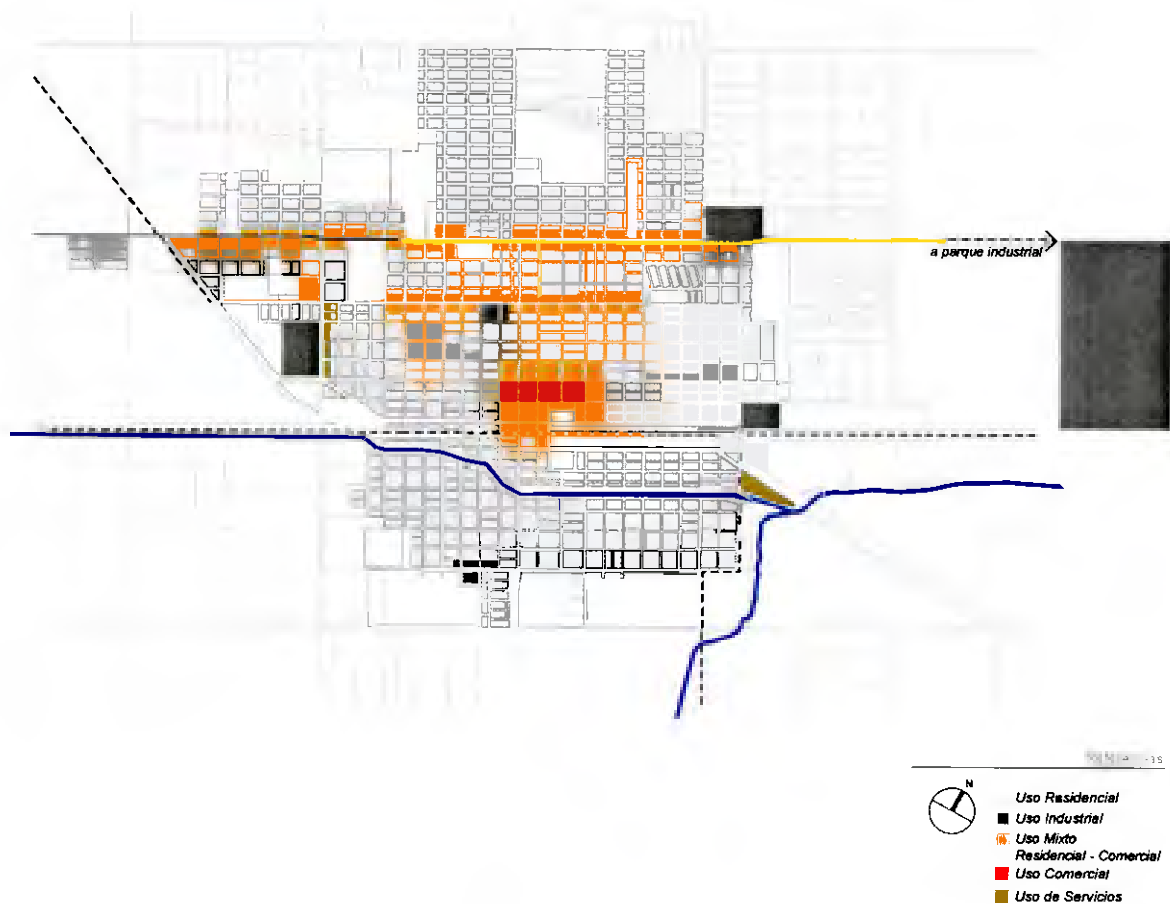 a parque industrial
N
Uso Residencial
Uso Industrial
Uso Mixto
Residencial - Comercial
Uso Comercial
Uso de Servicios